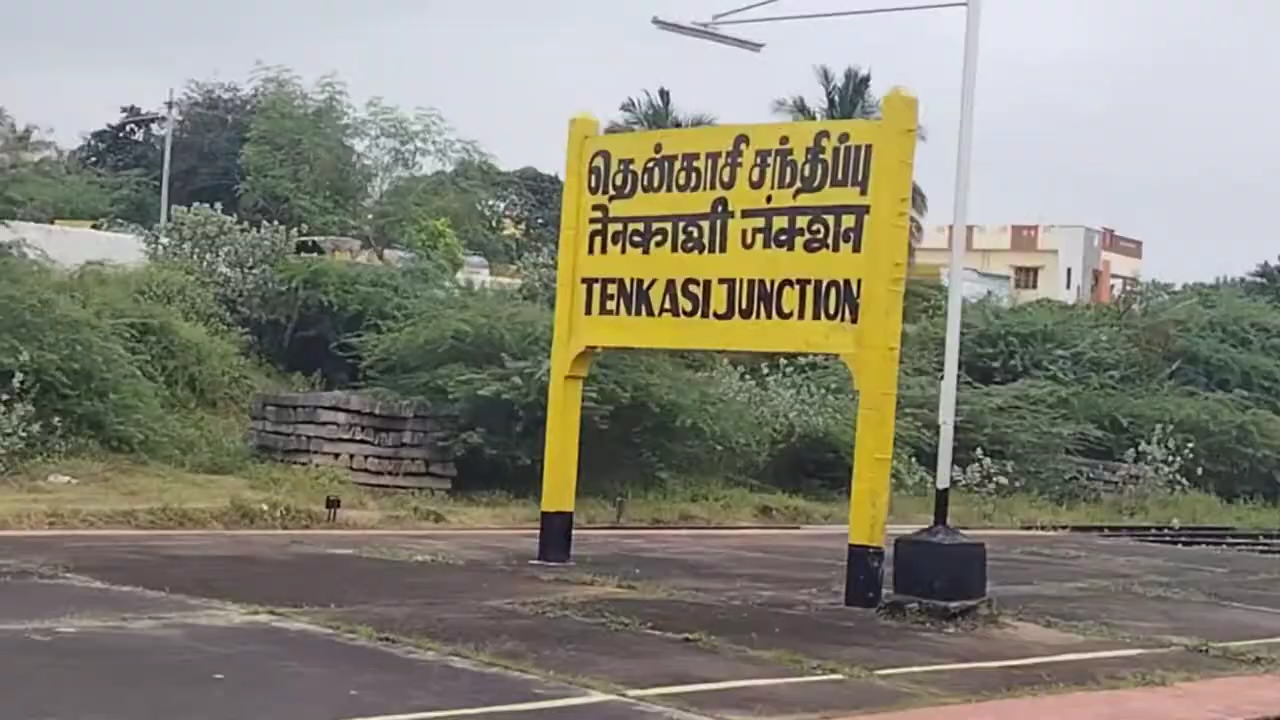 தென்காசி சந்திப்பு
तेनकाशी जंक्शन
TENKASI JUNCTION